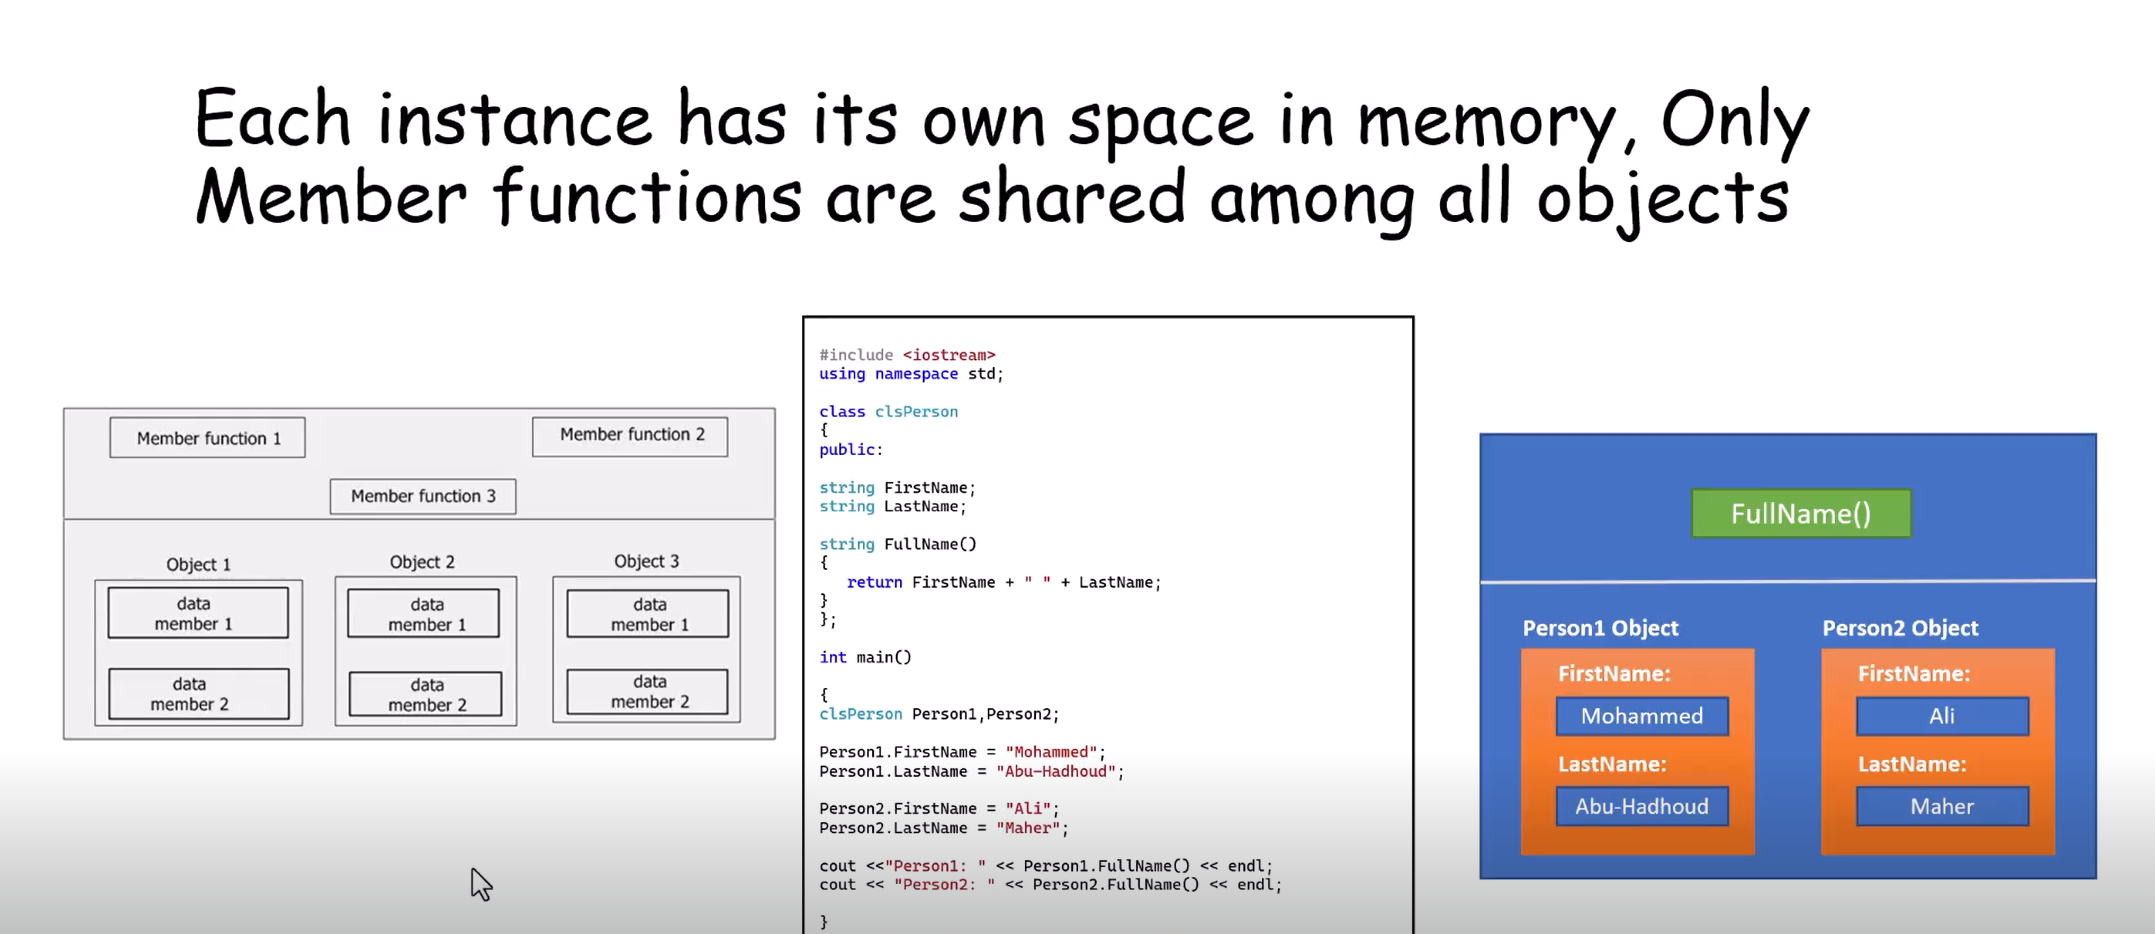 Each instance has its own space in memory, Only
Member functions are shared among all objects
Member function 1
Member function 2
Member function 3
Object 1
Object 2
Object 3
data
member 1
data
member 1
data
member 1
data
member 2
data
member 2
data
member 2
#include <iostream>
using namespace std;
class clsPerson
{
public:
string FirstName;
string LastName;
string FullName()
{
return FirstName + " " + LastName;
}
};
int main()
{
clsPerson Person1,Person2;
Person1.FirstName = "Mohammed";
Person1.LastName = "Abu-Hadhoud";
Person2.FirstName = "Ali";
Person2.LastName = "Maher";
cout <<"Person1: " << Person1.FullName() << endl;
cout << "Person2: " << Person2.FullName() << endl;
}
FullName()
Person1 Object
Person2 Object
FirstName:
Mohammed
LastName:
Abu-Hadhoud
FirstName:
Ali
LastName:
Maher